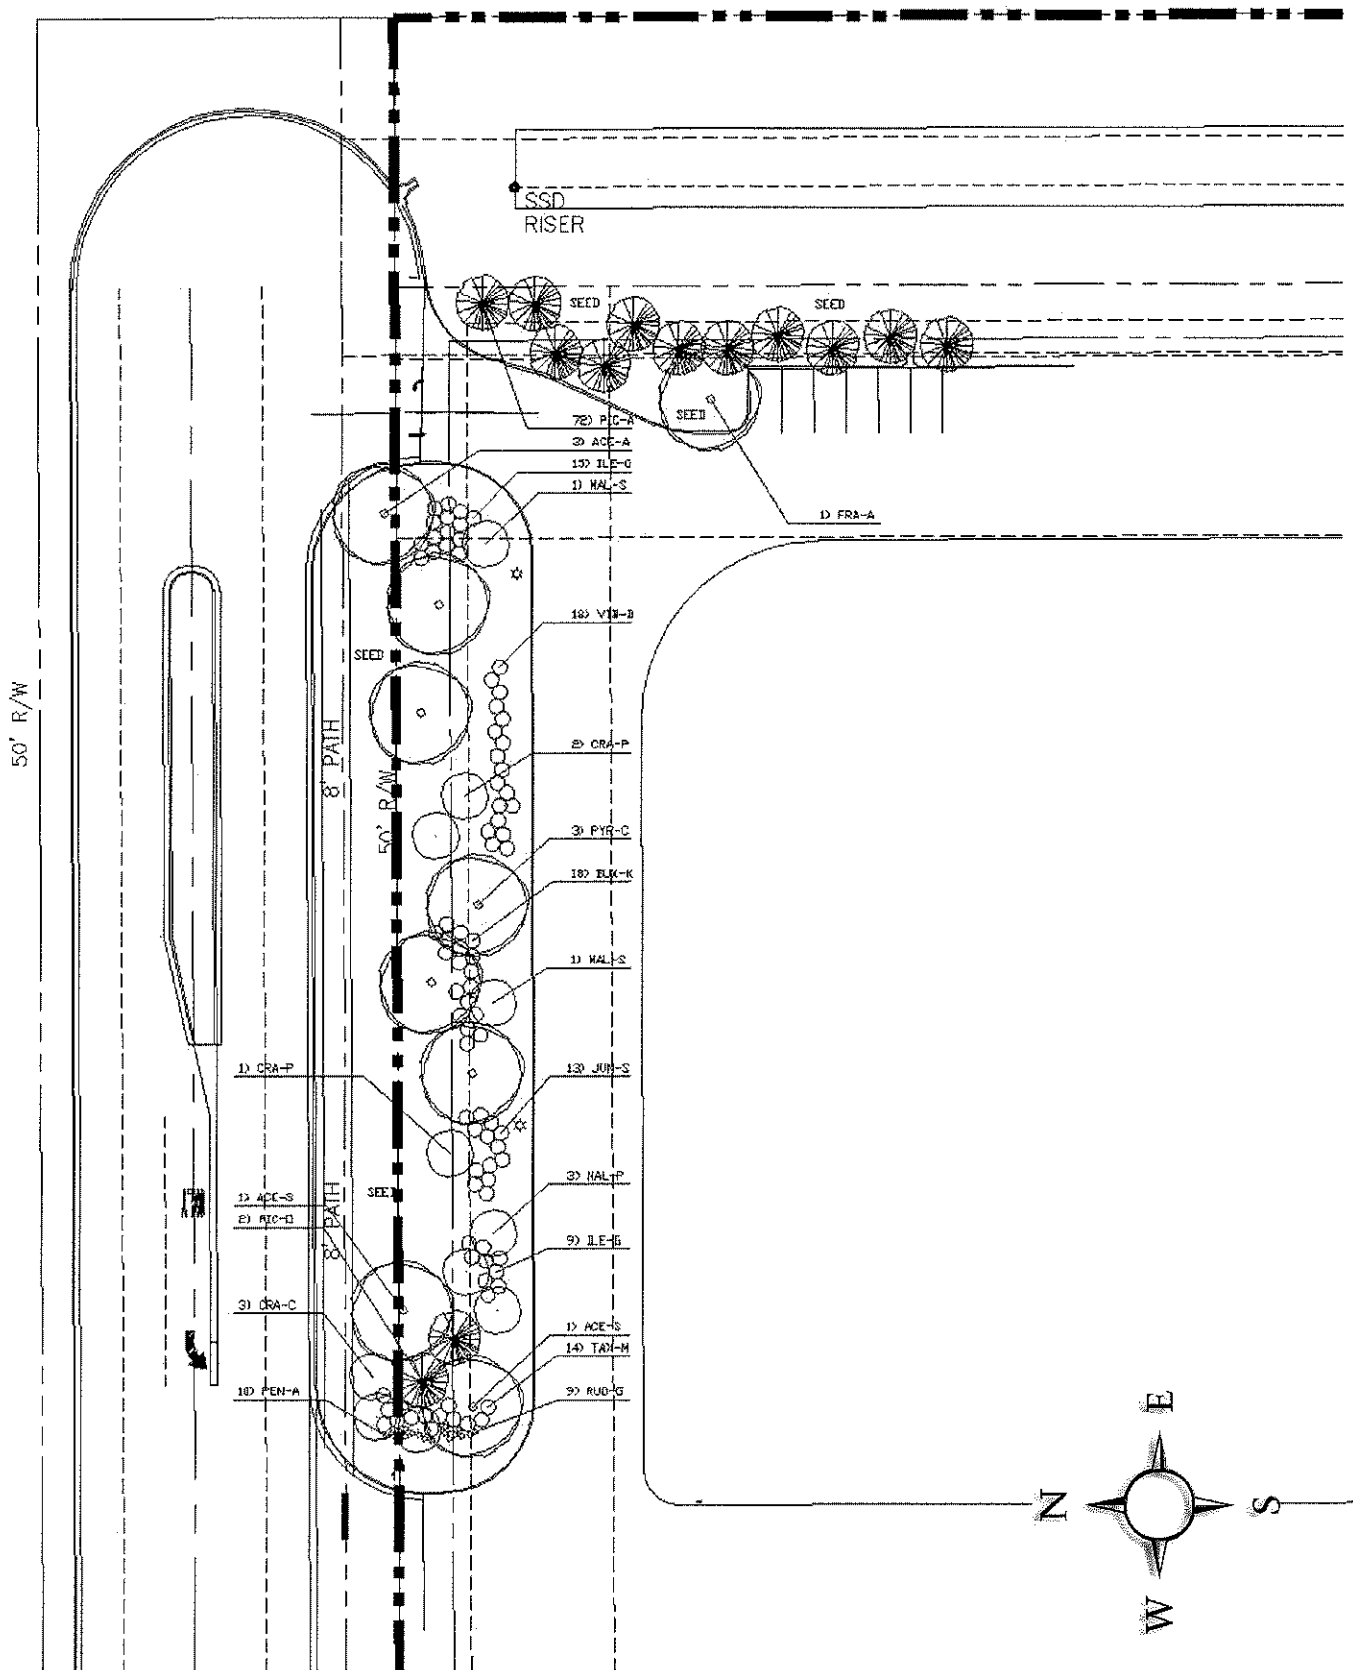 SSD
RISER
SEED
SEED
72) PIC-A
SEED
3) ACE-A
15) ILE-G
1) MAL-S
1) FRA-A
18) VIB-B
SEED
50' R/W
8' PATH
50' R/W
2) CRA-P
3) PYR-C
18) BUX-K
1) MAL-S
1) CRA-P
13) JUN-S
3) MAL-P
SEED
8' PATH
1) ACE-S
2) PIC-D
9) ILE-G
3) CRA-C
1) ACE-S
14) TAX-M
10) PEN-A
9) RUD-G
E
N
S
W